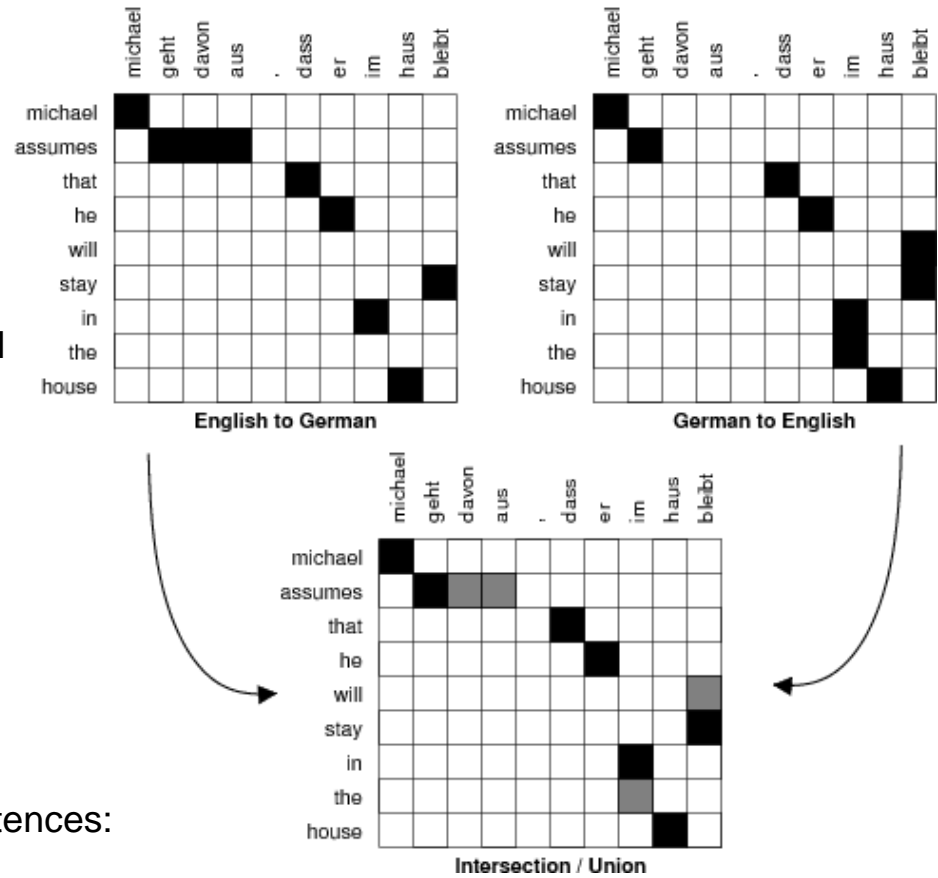 michael geht davon aus , dass er im haus bleibt
michael
assumes
that
he
will
stay
in
the
house
English to German
michael geht davon aus , dass er im haus bleibt
michael
assumes
that
he
will
stay
in
the
house
German to English
michael geht davon aus , dass er im haus bleibt
michael
assumes
that
he
will
stay
in
the
house
Intersection / Union
tences: